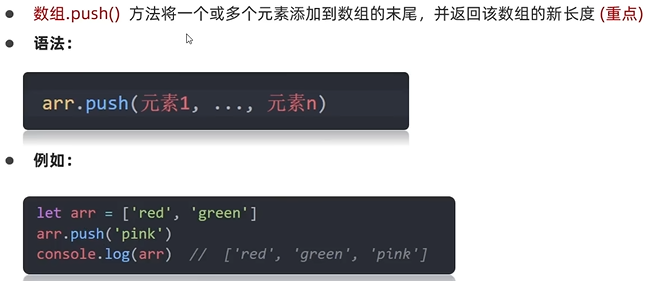 数组.push() 方法将一个或多个元素添加到数组的末尾，并返回该数组的新长度 (重点)
语法：
arr.push(元素1, ..., 元素n)
例如：
let arr = ['red', 'green']
arr.push('pink')
console.log(arr)  //  ['red', 'green', 'pink']